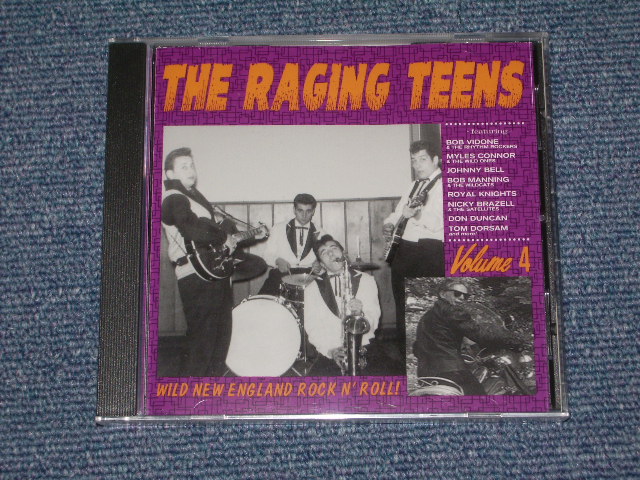 THE RAGING TEENS
featuring
BOB VIDONE
& THE RHYTHM ROCKERS
MYLES CONNOR
& THE WILD ONES
JOHNNY BELL
BOB MANNING
& THE WILDCATS
ROYAL KNIGHTS
NICKY BRAZELL
& THE SATELLITES
DON DUNCAN
TOM DORSAM
and more!
Volume 4
WILD NEW ENGLAND ROCK N' ROLL!